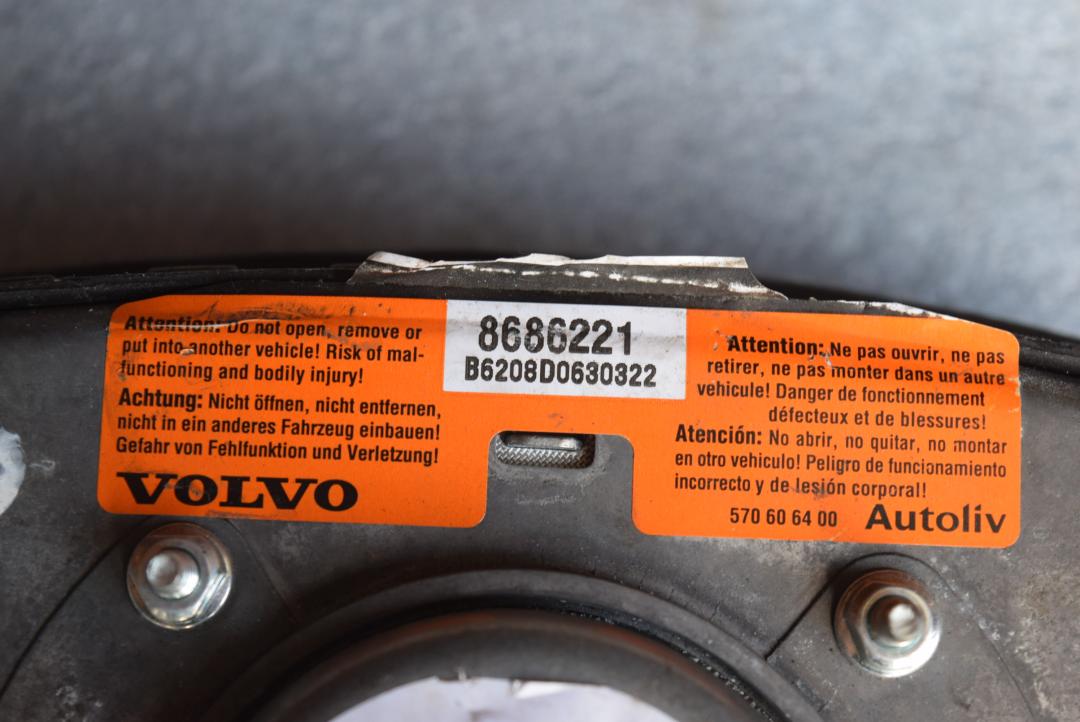 Attention: Do not open, remove or
put into another vehicle! Risk of mal-
functioning and bodily injury!
Achtung: Nicht öffnen, nicht entfernen,
nicht in ein anderes Fahrzeug einbauen!
Gefahr von Fehlfunktion und Verletzung!
VOLVO
8686221
B6208D0630322
Attention: Ne pas ouvrir, ne pas
retirer, ne pas monter dans un autre
vehicule! Danger de fonctionnement
défecteux et de blessures!
Atención: No abrir, no quitar, no montar
en otro vehiculo! Peligro de funcionamiento
incorrecto y de lesión corporal!
570 60 64 00 Autoliv